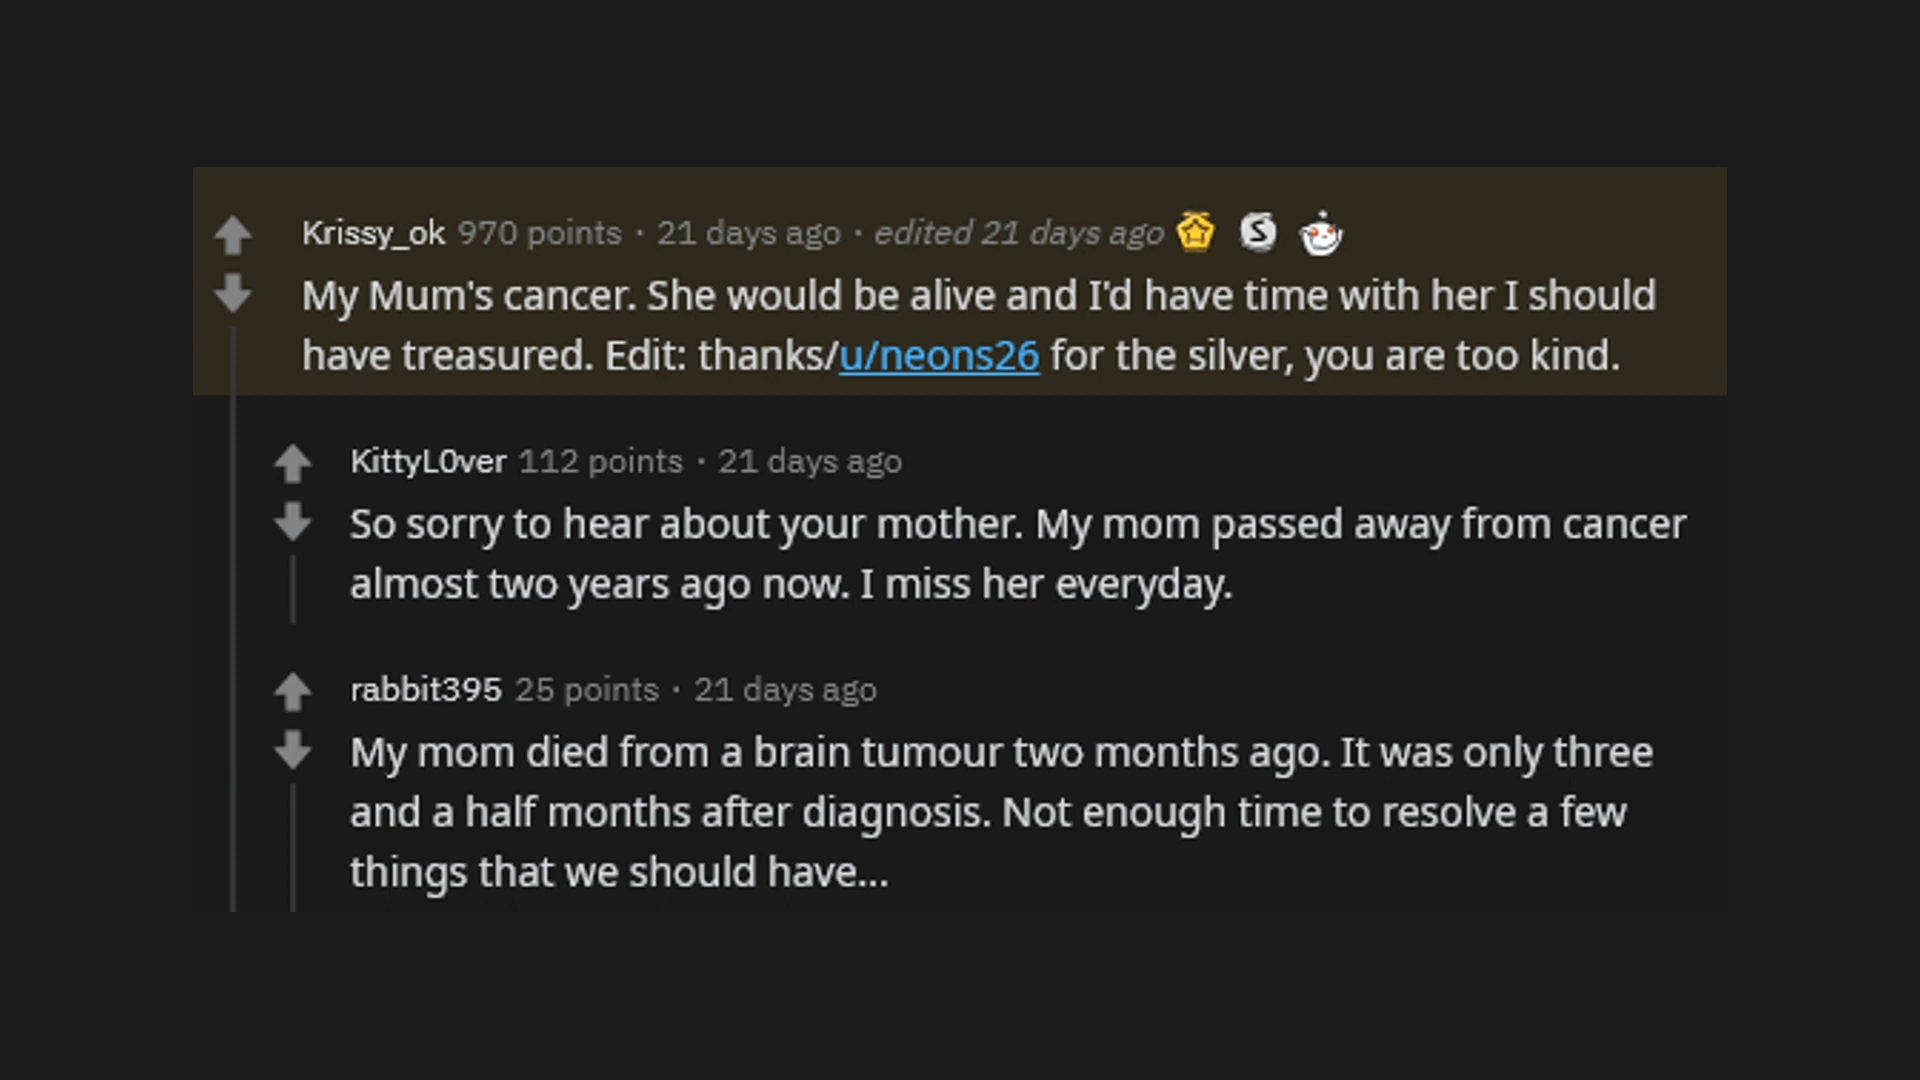 Krissy_ok 970 points · 21 days ago · edited 21 days ago
My Mum's cancer. She would be alive and I'd have time with her I should
have treasured. Edit: thanks/u/neons26 for the silver, you are too kind.
KittyL0ver 112 points · 21 days ago
So sorry to hear about your mother. My mom passed away from cancer
almost two years ago now. I miss her everyday.
rabbit395 25 points · 21 days ago
My mom died from a brain tumour two months ago. It was only three
and a half months after diagnosis. Not enough time to resolve a few
things that we should have...